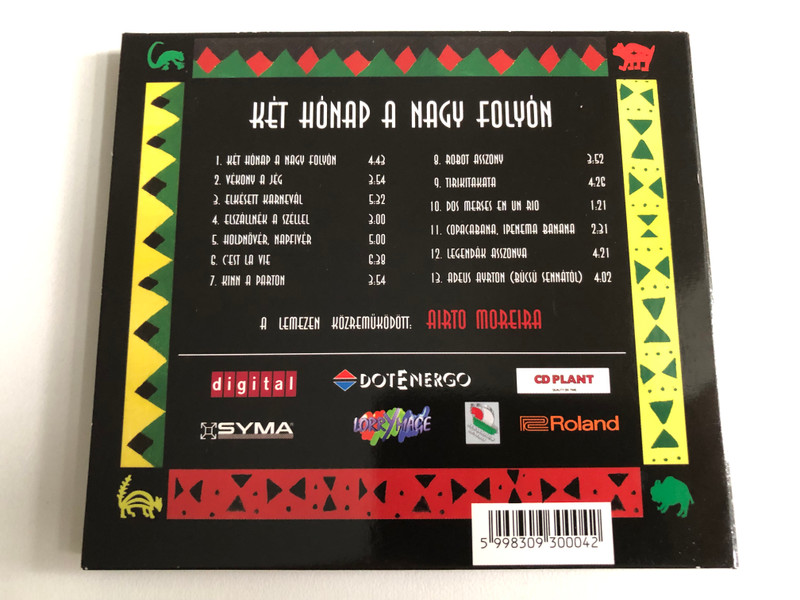 KÉT HÓNAP A NAGY FOLYÓN
1. KÉT HÓNAP A NAGY FOLYÓN 4.43
2. VÉKONY A JÉG 3:54
3. ELKÉSETT KARNEVÁL 5:32
4. ELSZÁLLNÉK A SZÉLLEL 3:00
5. HOLDNŐVÉR, NAPFIVÉR 5:00
6. C'EST LA VIE 6:38
7. KINN A PARTON 3:54
8. ROBOT ASSZONY 3:52
9. TIRIKITAKATA 4.26
10. DOS MERSES EN UN RIO 1:21
11. COPACABANA, IPENEMA BANANA 2:31
12. LEGENDÁK ASSZONYA 4:21
13. ADEUS AYRTON (BÚCSÚ SENNÁTÓL) 4.02
A LEMEZEN KÖZREMŰKÖDÖTT: AIRTO MOREIRA
digital
DOTENERGO
CD PLANT
SYMA
Roland
5 998309 300042